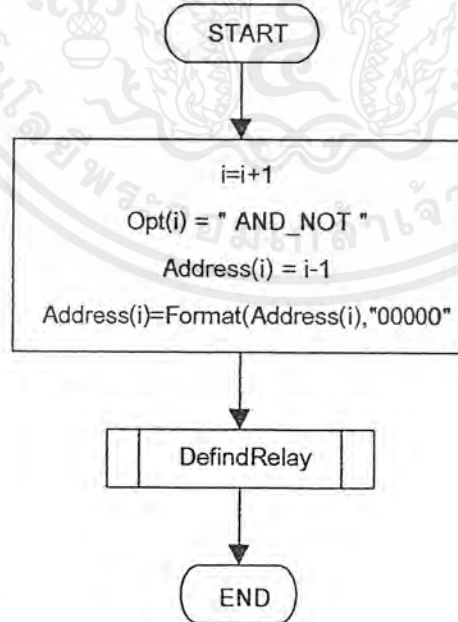 START
i=i+1
Opt(i) = " AND_NOT "
Address(i) = i-1
Address(i)=Format(Address(i),"00000"
DefindRelay
END